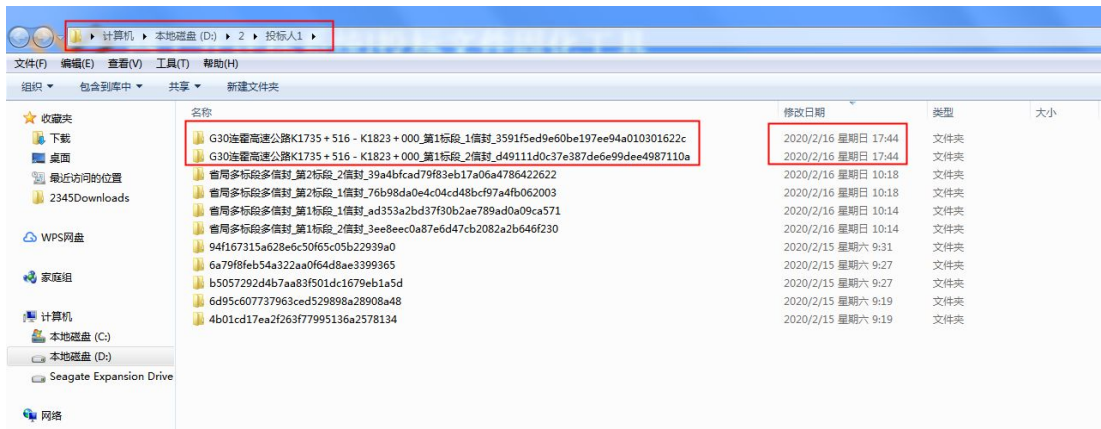 计算机 ▸ 本地磁盘 (D:) ▸ 2 ▸ 投标人1 ▸
文件(F) 编辑(E) 查看(V) 工具(T) 帮助(H)
组织 包含到库中 共享 新建文件夹
收藏夹
下载
桌面
最近访问的位置
2345Downloads
WPS网盘
家庭组
计算机
本地磁盘 (C:)
本地磁盘 (D:)
Seagate Expansion Drive
网络
名称 修改日期 类型 大小
G30连霍高速公路K1735+516 - K1823+000_第1标段_1信封_3591f5ed9e60be197ee94a010301622c 2020/2/16 星期日 17:44 文件夹
G30连霍高速公路K1735+516 - K1823+000_第1标段_2信封_d49111d0c37e387de6e99dee4987110a 2020/2/16 星期日 17:44 文件夹
省局多标段多信封_第2标段_2信封_39a4bfcad79f83eb17a06a4786422622 2020/2/16 星期日 10:18 文件夹
省局多标段多信封_第2标段_1信封_76b98da0e4c04cd48bcf97a4fb062003 2020/2/16 星期日 10:18 文件夹
省局多标段多信封_第1标段_1信封_ad353a2bd37f30b2ae789ad0a09ca571 2020/2/16 星期日 10:14 文件夹
省局多标段多信封_第1标段_2信封_3ee8eec0a87e6d47cb2082a2b646f230 2020/2/16 星期日 10:14 文件夹
94f167315a628e6c50f65c05b22939a0 2020/2/15 星期六 9:31 文件夹
6a79f8feb54a322aa0f64d8ae3399365 2020/2/15 星期六 9:27 文件夹
b5057292d4b7aa83f501dc1679eb1a5d 2020/2/15 星期六 9:27 文件夹
6d95c607737963ced529898a28908a48 2020/2/15 星期六 9:19 文件夹
4b01cd17ea2f263f77995136a2578134 2020/2/15 星期六 9:19 文件夹